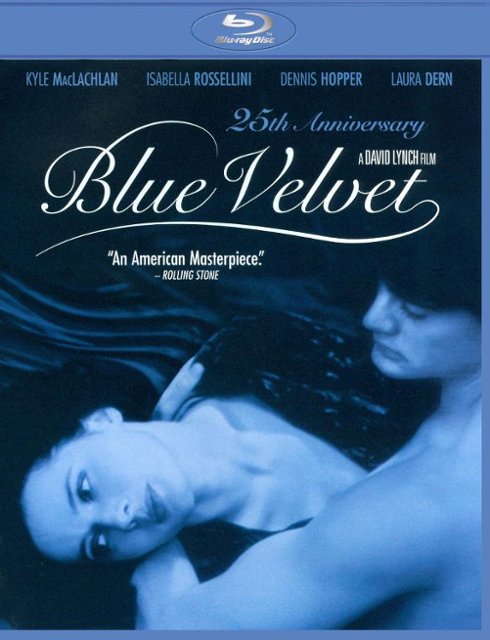 Blu-ray Disc
KYLE MACLACHLAN ISABELLA ROSSELLINI DENNIS HOPPER LAURA DERN
25th Anniversary
A DAVID LYNCH FILM
Blue Velvet
"An American Masterpiece."
– ROLLING STONE